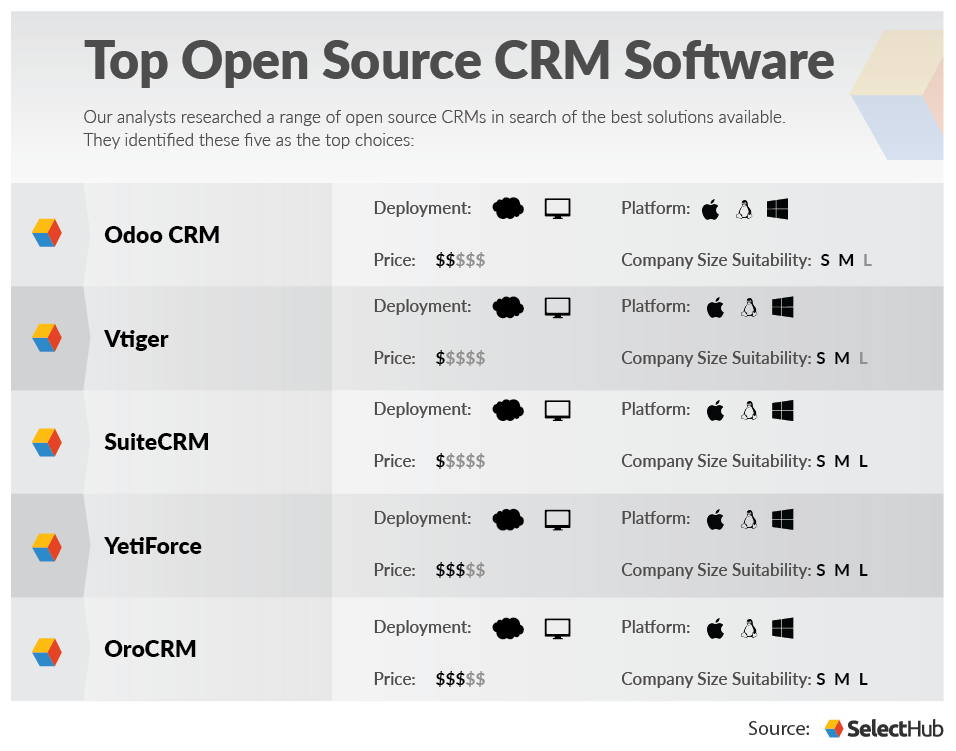 Top Open Source CRM Software
Our analysts researched a range of open source CRMs in search of the best solutions available.
They identified these five as the top choices:
Odoo CRM
Deployment:
Platform:
Price: $$$$$
Company Size Suitability: S M L
Vtiger
Deployment:
Platform:
Price: $$$$$
Company Size Suitability: S M L
SuiteCRM
Deployment:
Platform:
Price: $$$$$
Company Size Suitability: S M L
YetiForce
Deployment:
Platform:
Price: $$$$$
Company Size Suitability: S M L
OroCRM
Deployment:
Platform:
Price: $$$$$
Company Size Suitability: S M L
Source: SelectHub